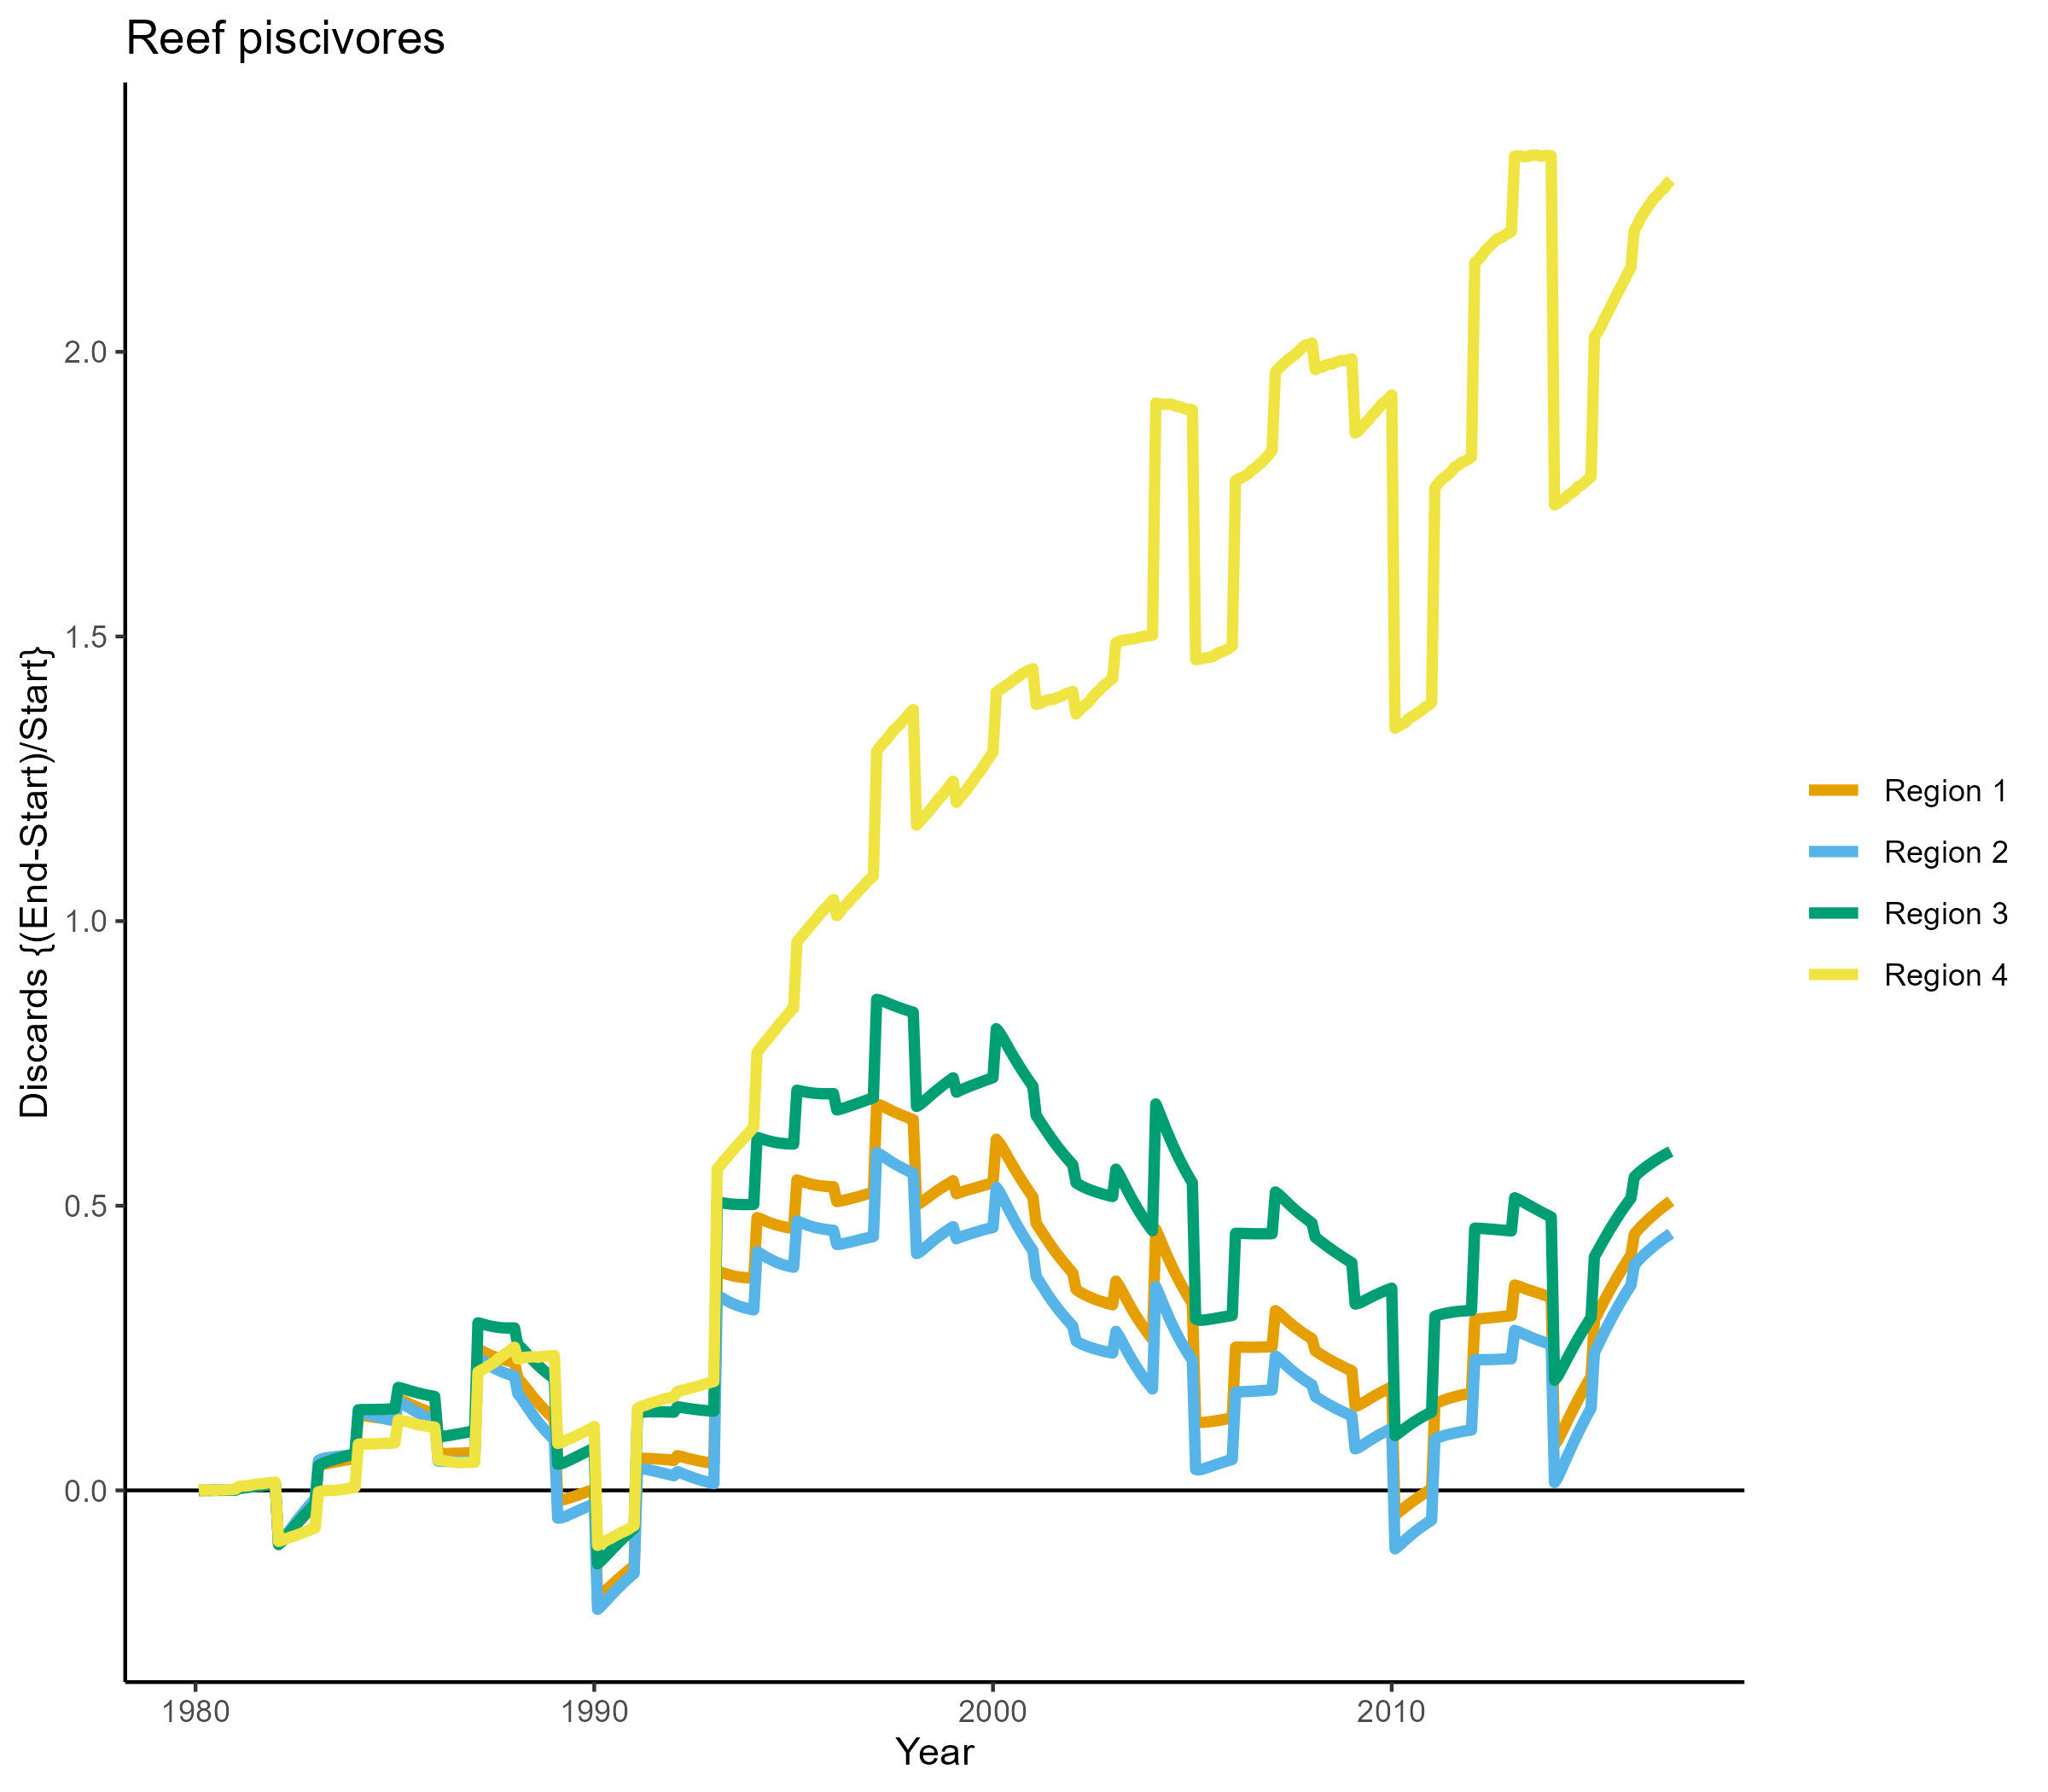 Reef piscivores
Discards {(End-Start)/Start}
2.0
1.5
1.0
0.5
0.0
1980
1990
2000
2010
Year
Region 1
Region 2
Region 3
Region 4